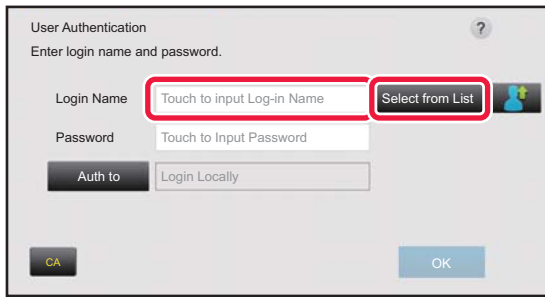 User Authentication ?
Enter login name and password.
Login Name Touch to input Log-in Name Select from List
Password Touch to Input Password
Auth to Login Locally
CA OK